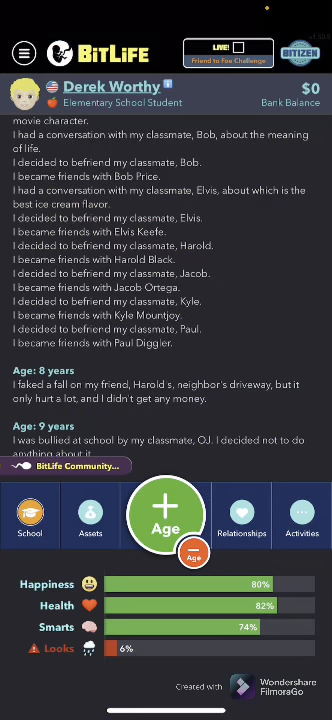 BitLife
LIVE!
Friend to Foe Challenge
BITIZEN
Derek Worthy
$0
Elementary School Student
Bank Balance
movie character.
I had a conversation with my classmate, Bob, about the meaning
of life.
I decided to befriend my classmate, Bob.
I became friends with Bob Price.
I had a conversation with my classmate, Elvis, about which is the
best ice cream flavor.
I decided to befriend my classmate, Elvis.
I became friends with Elvis Keefe.
I decided to befriend my classmate, Harold.
I became friends with Harold Black.
I decided to befriend my classmate, Jacob.
I became friends with Jacob Ortega.
I decided to befriend my classmate, Kyle.
I became friends with Kyle Mountjoy.
I decided to befriend my classmate, Paul.
I became friends with Paul Diggler.
Age: 8 years
I faked a fall on my friend, Harold s, neighbor's driveway, but it
only hurt a lot, and I didn't get any money.
Age: 9 years
I was bullied at school by my classmate, OJ. I decided not to do
anything about it.
BitLife Community...
Age
School
Assets
Age
Relationships
Activities
Happiness
80%
Health
82%
Smarts
74%
Looks
6%
Created with
Wondershare
FilmoraGo